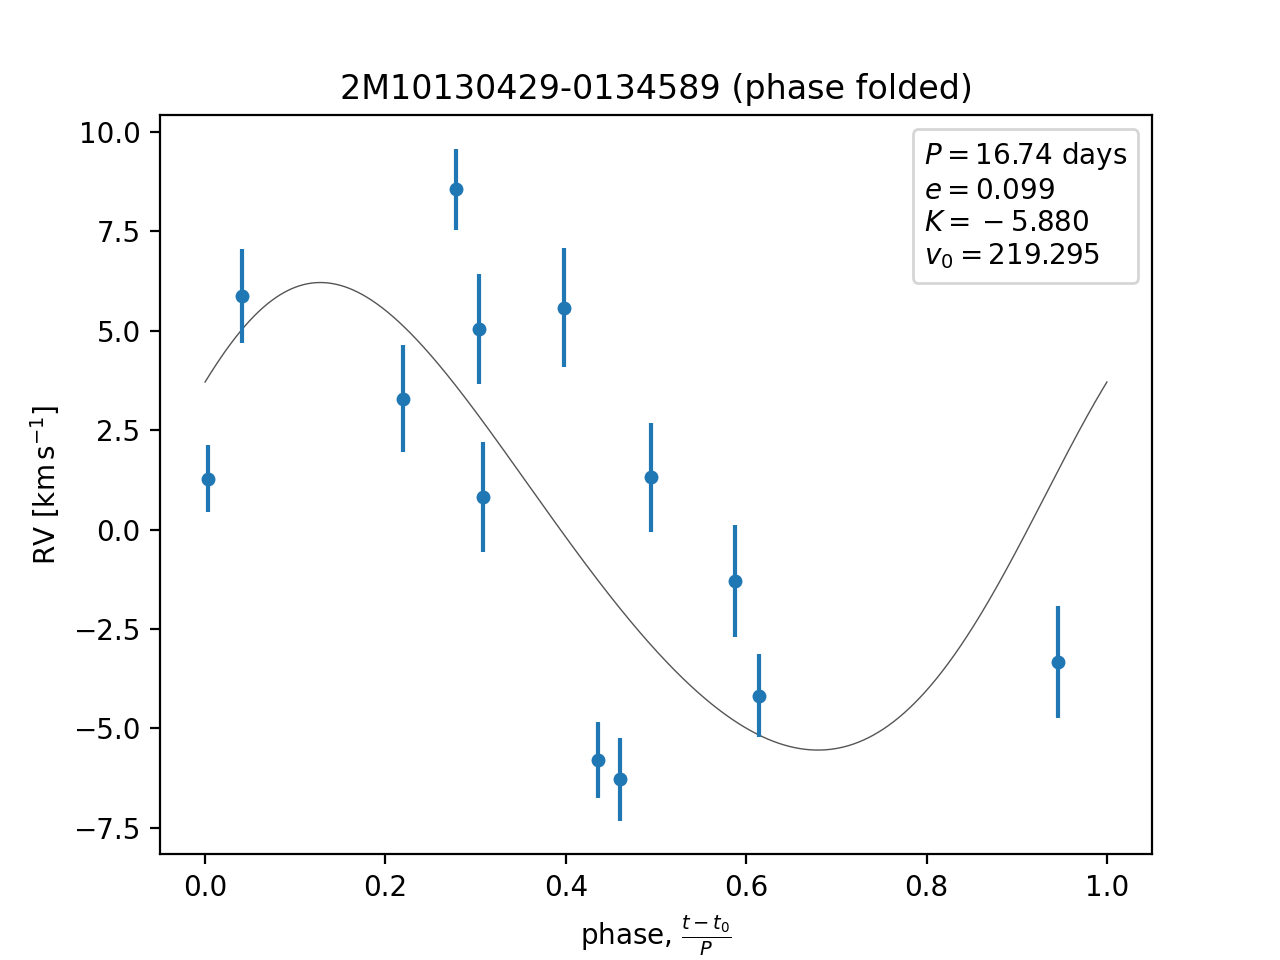 2M10130429-0134589 (phase folded)
P = 16.74 days
e = 0.099
K = −5.880
v₀ = 219.295
10.0
7.5
5.0
2.5
0.0
−2.5
−5.0
−7.5
RV [km s⁻¹]
0.0 0.2 0.4 0.6 0.8 1.0
phase, (t − t₀)/P